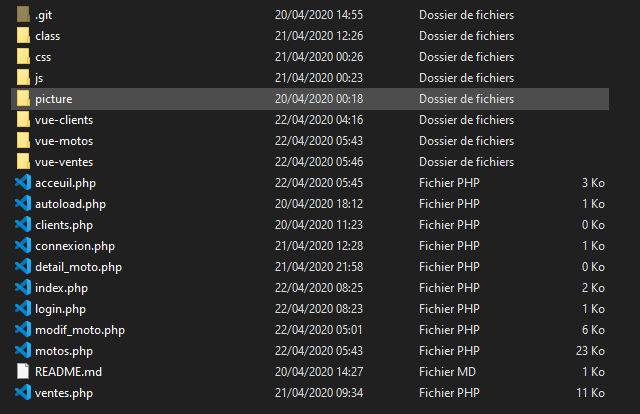 .git 20/04/2020 14:55 Dossier de fichiers
class 21/04/2020 12:26 Dossier de fichiers
css 21/04/2020 00:26 Dossier de fichiers
js 21/04/2020 00:23 Dossier de fichiers
picture 20/04/2020 00:18 Dossier de fichiers
vue-clients 22/04/2020 04:16 Dossier de fichiers
vue-motos 22/04/2020 05:43 Dossier de fichiers
vue-ventes 22/04/2020 05:46 Dossier de fichiers
acceuil.php 22/04/2020 05:45 Fichier PHP 3 Ko
autoload.php 20/04/2020 18:12 Fichier PHP 1 Ko
clients.php 20/04/2020 11:23 Fichier PHP 0 Ko
connexion.php 21/04/2020 12:28 Fichier PHP 1 Ko
detail_moto.php 21/04/2020 21:58 Fichier PHP 0 Ko
index.php 22/04/2020 08:25 Fichier PHP 2 Ko
login.php 22/04/2020 08:23 Fichier PHP 1 Ko
modif_moto.php 22/04/2020 05:01 Fichier PHP 6 Ko
motos.php 22/04/2020 05:43 Fichier PHP 23 Ko
README.md 20/04/2020 14:27 Fichier MD 1 Ko
ventes.php 21/04/2020 09:34 Fichier PHP 11 Ko